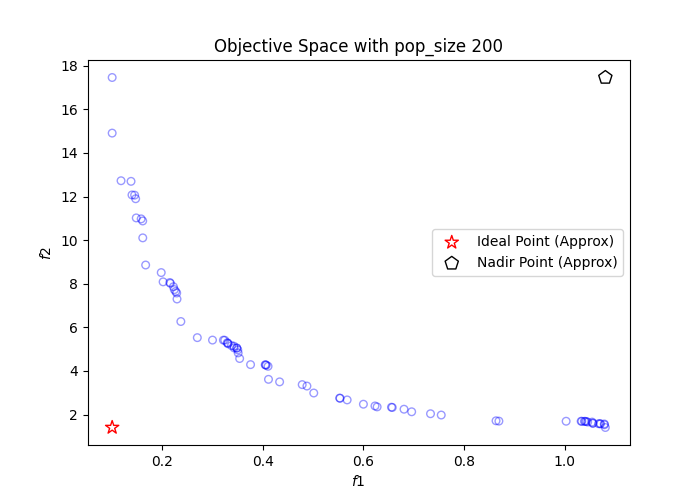 Objective Space with pop_size 200
18
16
14
12
10
8
6
4
2
f2
Ideal Point (Approx)
Nadir Point (Approx)
0.2 0.4 0.6 0.8 1.0
f1